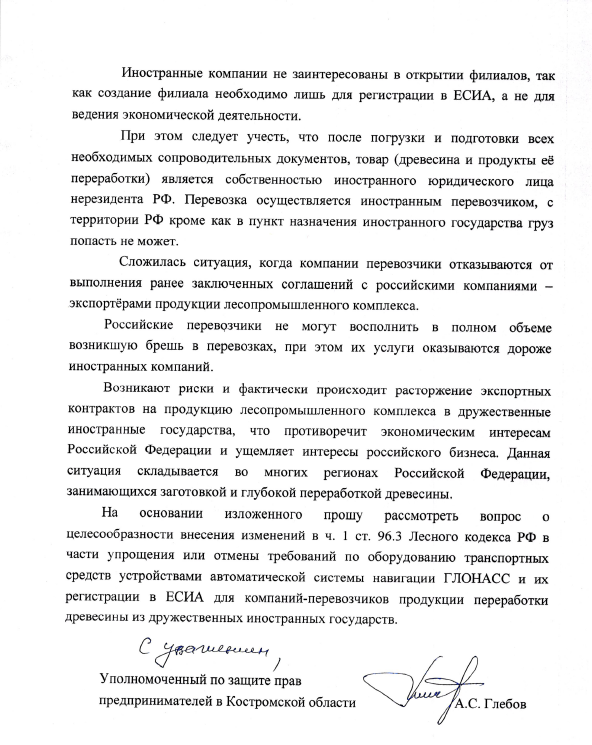 Иностранные компании не заинтересованы в открытии филиалов, так
как создание филиала необходимо лишь для регистрации в ЕСИА, а не для
ведения экономической деятельности.
При этом следует учесть, что после погрузки и подготовки всех
необходимых сопроводительных документов, товар (древесина и продукты её
переработки) является собственностью иностранного юридического лица
нерезидента РФ. Перевозка осуществляется иностранным перевозчиком, с
территории РФ кроме как в пункт назначения иностранного государства груз
попасть не может.
Сложилась ситуация, когда компании перевозчики отказываются от
выполнения ранее заключенных соглашений с российскими компаниями –
экспортёрами продукции лесопромышленного комплекса.
Российские перевозчики не могут восполнить в полном объеме
возникшую брешь в перевозках, при этом их услуги оказываются дороже
иностранных компаний.
Возникают риски и фактически происходит расторжение экспортных
контрактов на продукцию лесопромышленного комплекса в дружественные
иностранные государства, что противоречит экономическим интересам
Российской Федерации и ущемляет интересы российского бизнеса. Данная
ситуация складывается во многих регионах Российской Федерации,
занимающихся заготовкой и глубокой переработкой древесины.
На основании изложенного прошу рассмотреть вопрос о
целесообразности внесения изменений в ч. 1 ст. 96.3 Лесного кодекса РФ в
части упрощения или отмены требований по оборудованию транспортных
средств устройствами автоматической системы навигации ГЛОНАСС и их
регистрации в ЕСИА для компаний-перевозчиков продукции переработки
древесины из дружественных иностранных государств.
С уважением,
Уполномоченный по защите прав
предпринимателей в Костромской области А.С. Глебов